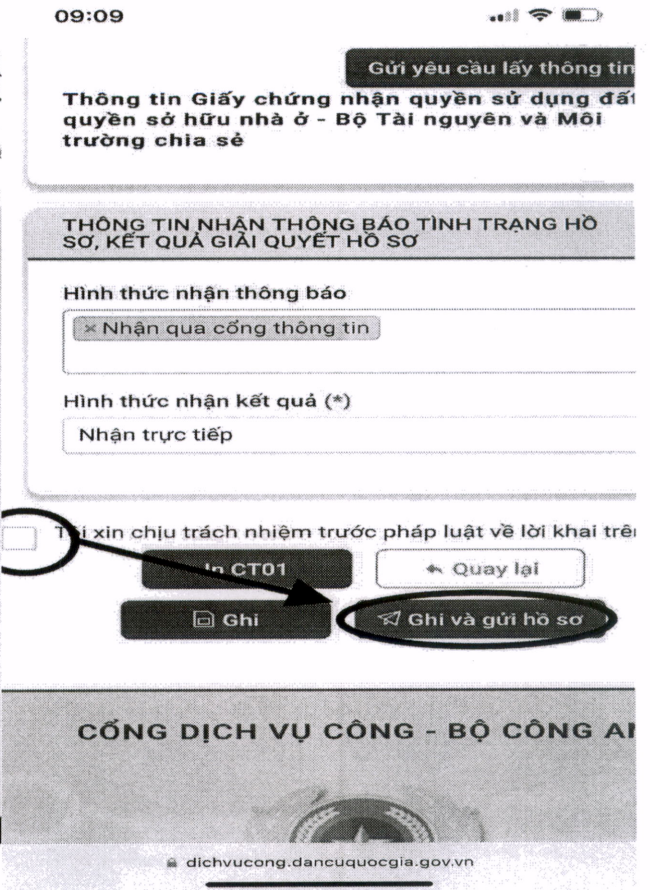 09:09
Gửi yêu cầu lấy thông tin
Thông tin Giấy chứng nhận quyền sử dụng đất
quyền sở hữu nhà ở - Bộ Tài nguyên và Môi
trường chia sẻ
THÔNG TIN NHẬN THÔNG BÁO TÌNH TRẠNG HỒ
SƠ, KẾT QUẢ GIẢI QUYẾT HỒ SƠ
Hình thức nhận thông báo
× Nhận qua cổng thông tin
Hình thức nhận kết quả (*)
Nhận trực tiếp
Tôi xin chịu trách nhiệm trước pháp luật về lời khai trên
In CT01
Quay lại
Ghi
Ghi và gửi hồ sơ
CỔNG DỊCH VỤ CÔNG - BỘ CÔNG AN
dichvucong.dancuquocgia.gov.vn